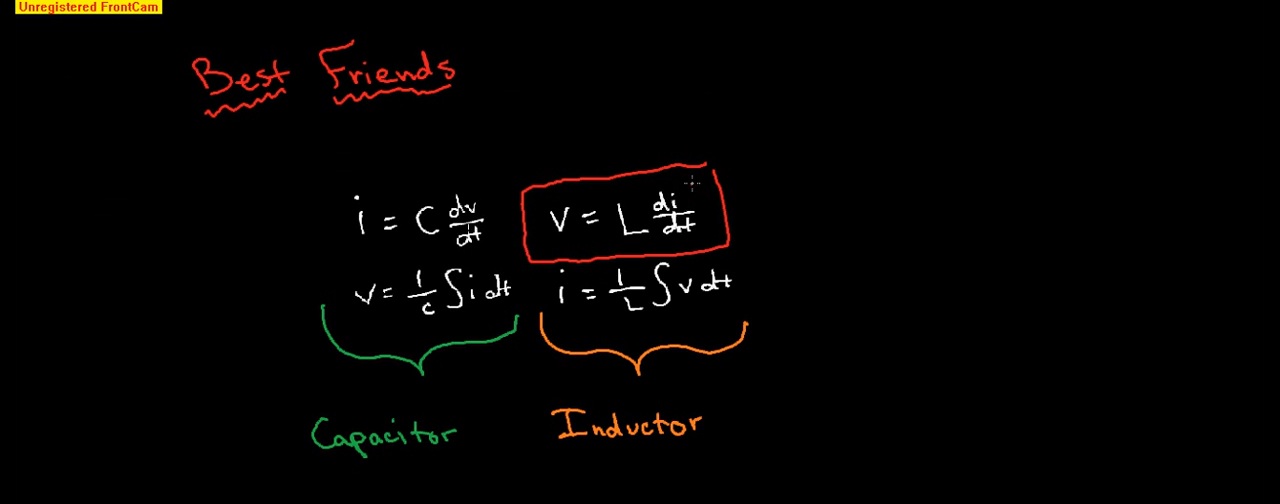 Unregistered FrontCam
Best Friends
i = C dv/dt
v = L di/dt
v = 1/c ∫ i dt
i = 1/L ∫ v dt
Capacitor
Inductor